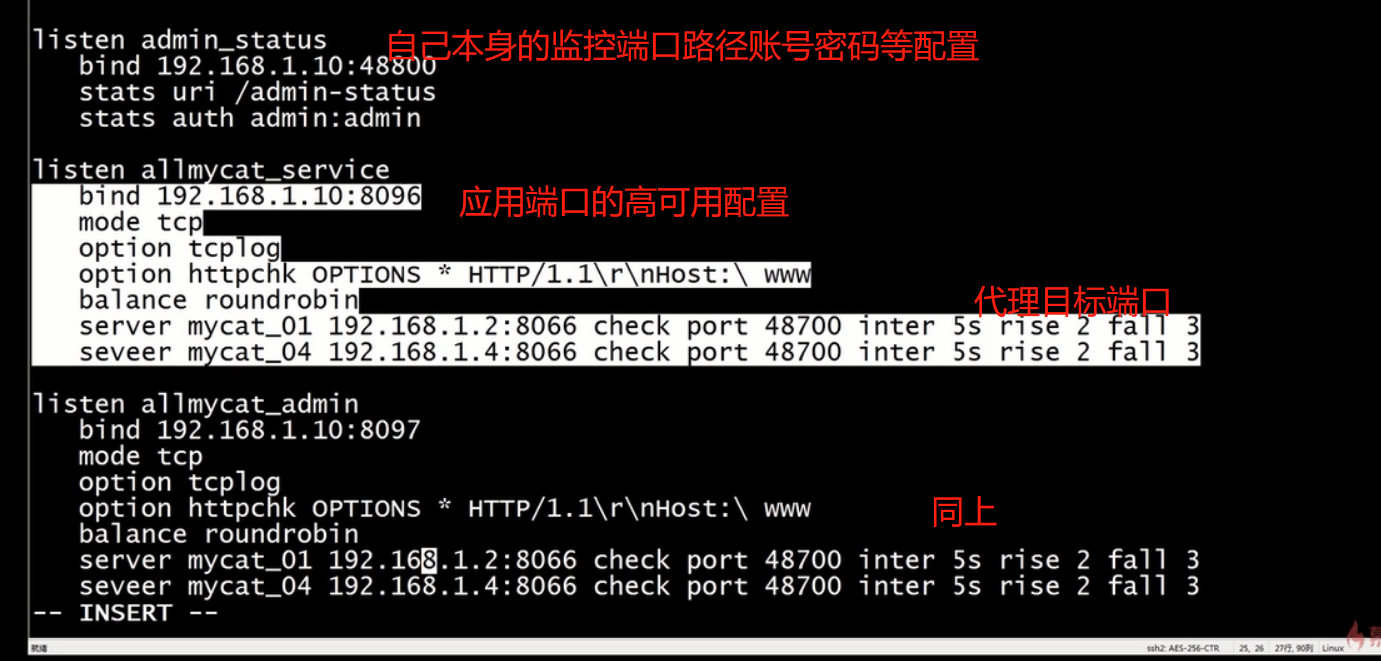 listen admin_status
自己本身的监控端口路径账号密码等配置
bind 192.168.1.10:48800
stats uri /admin-status
stats auth admin:admin
listen allmycat_service
bind 192.168.1.10:8096
应用端口的高可用配置
mode tcp
option tcplog
option httpchk OPTIONS * HTTP/1.1\r\nHost:\ www
balance roundrobin
代理目标端口
server mycat_01 192.168.1.2:8066 check port 48700 inter 5s rise 2 fall 3
seveer mycat_04 192.168.1.4:8066 check port 48700 inter 5s rise 2 fall 3
listen allmycat_admin
bind 192.168.1.10:8097
mode tcp
option tcplog
option httpchk OPTIONS * HTTP/1.1\r\nHost:\ www
同上
balance roundrobin
server mycat_01 192.168.1.2:8066 check port 48700 inter 5s rise 2 fall 3
seveer mycat_04 192.168.1.4:8066 check port 48700 inter 5s rise 2 fall 3
-- INSERT --
就绪 ssh2: AES-256-CTR 25, 26 27行, 90列 Linux